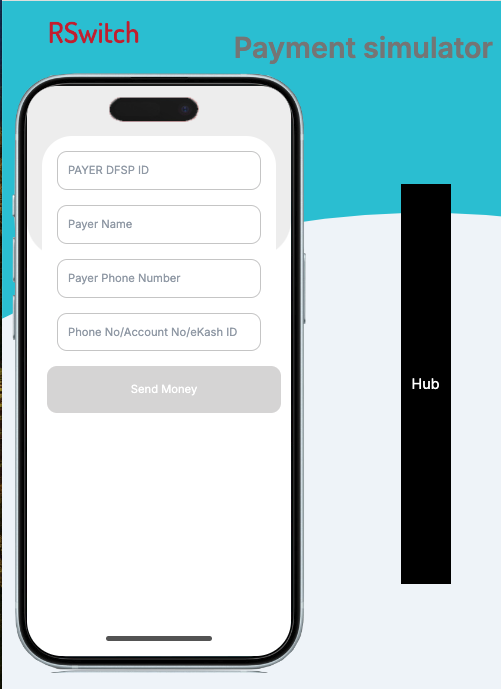 RSwitch
Payment simulator
PAYER DFSP ID
Payer Name
Payer Phone Number
Phone No/Account No/eKash ID
Send Money
Hub